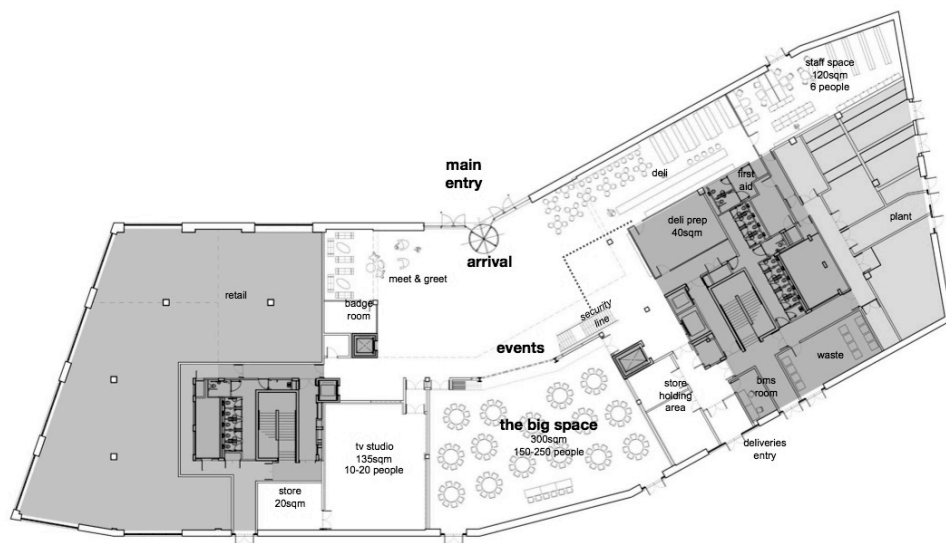 staff space
120sqm
6 people
main
entry
deli
first
aid
deli prep
40sqm
plant
arrival
meet & greet
retail
badge
room
security
line
events
waste
store
holding
area
bms
room
the big space
300sqm
150-250 people
tv studio
135sqm
10-20 people
deliveries
entry
store
20sqm